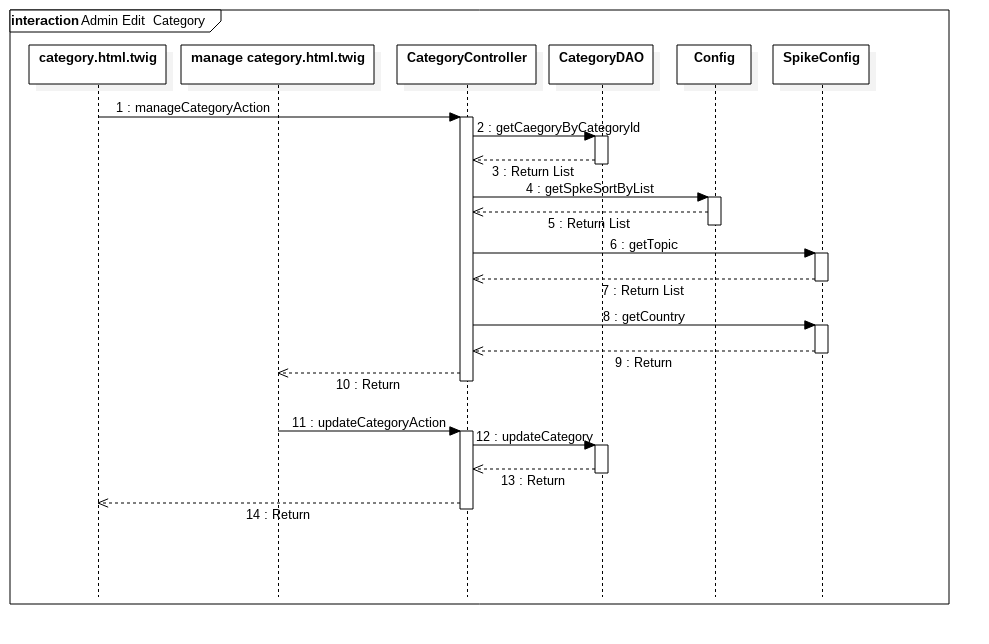 interaction Admin Edit Category
category.html.twig
manage category.html.twig
CategoryController
CategoryDAO
Config
SpikeConfig
1 : manageCategoryAction
2 : getCaegoryByCategoryId
3 : Return List
4 : getSpkeSortByList
5 : Return List
6 : getTopic
7 : Return List
8 : getCountry
9 : Return
10 : Return
11 : updateCategoryAction
12 : updateCategory
13 : Return
14 : Return